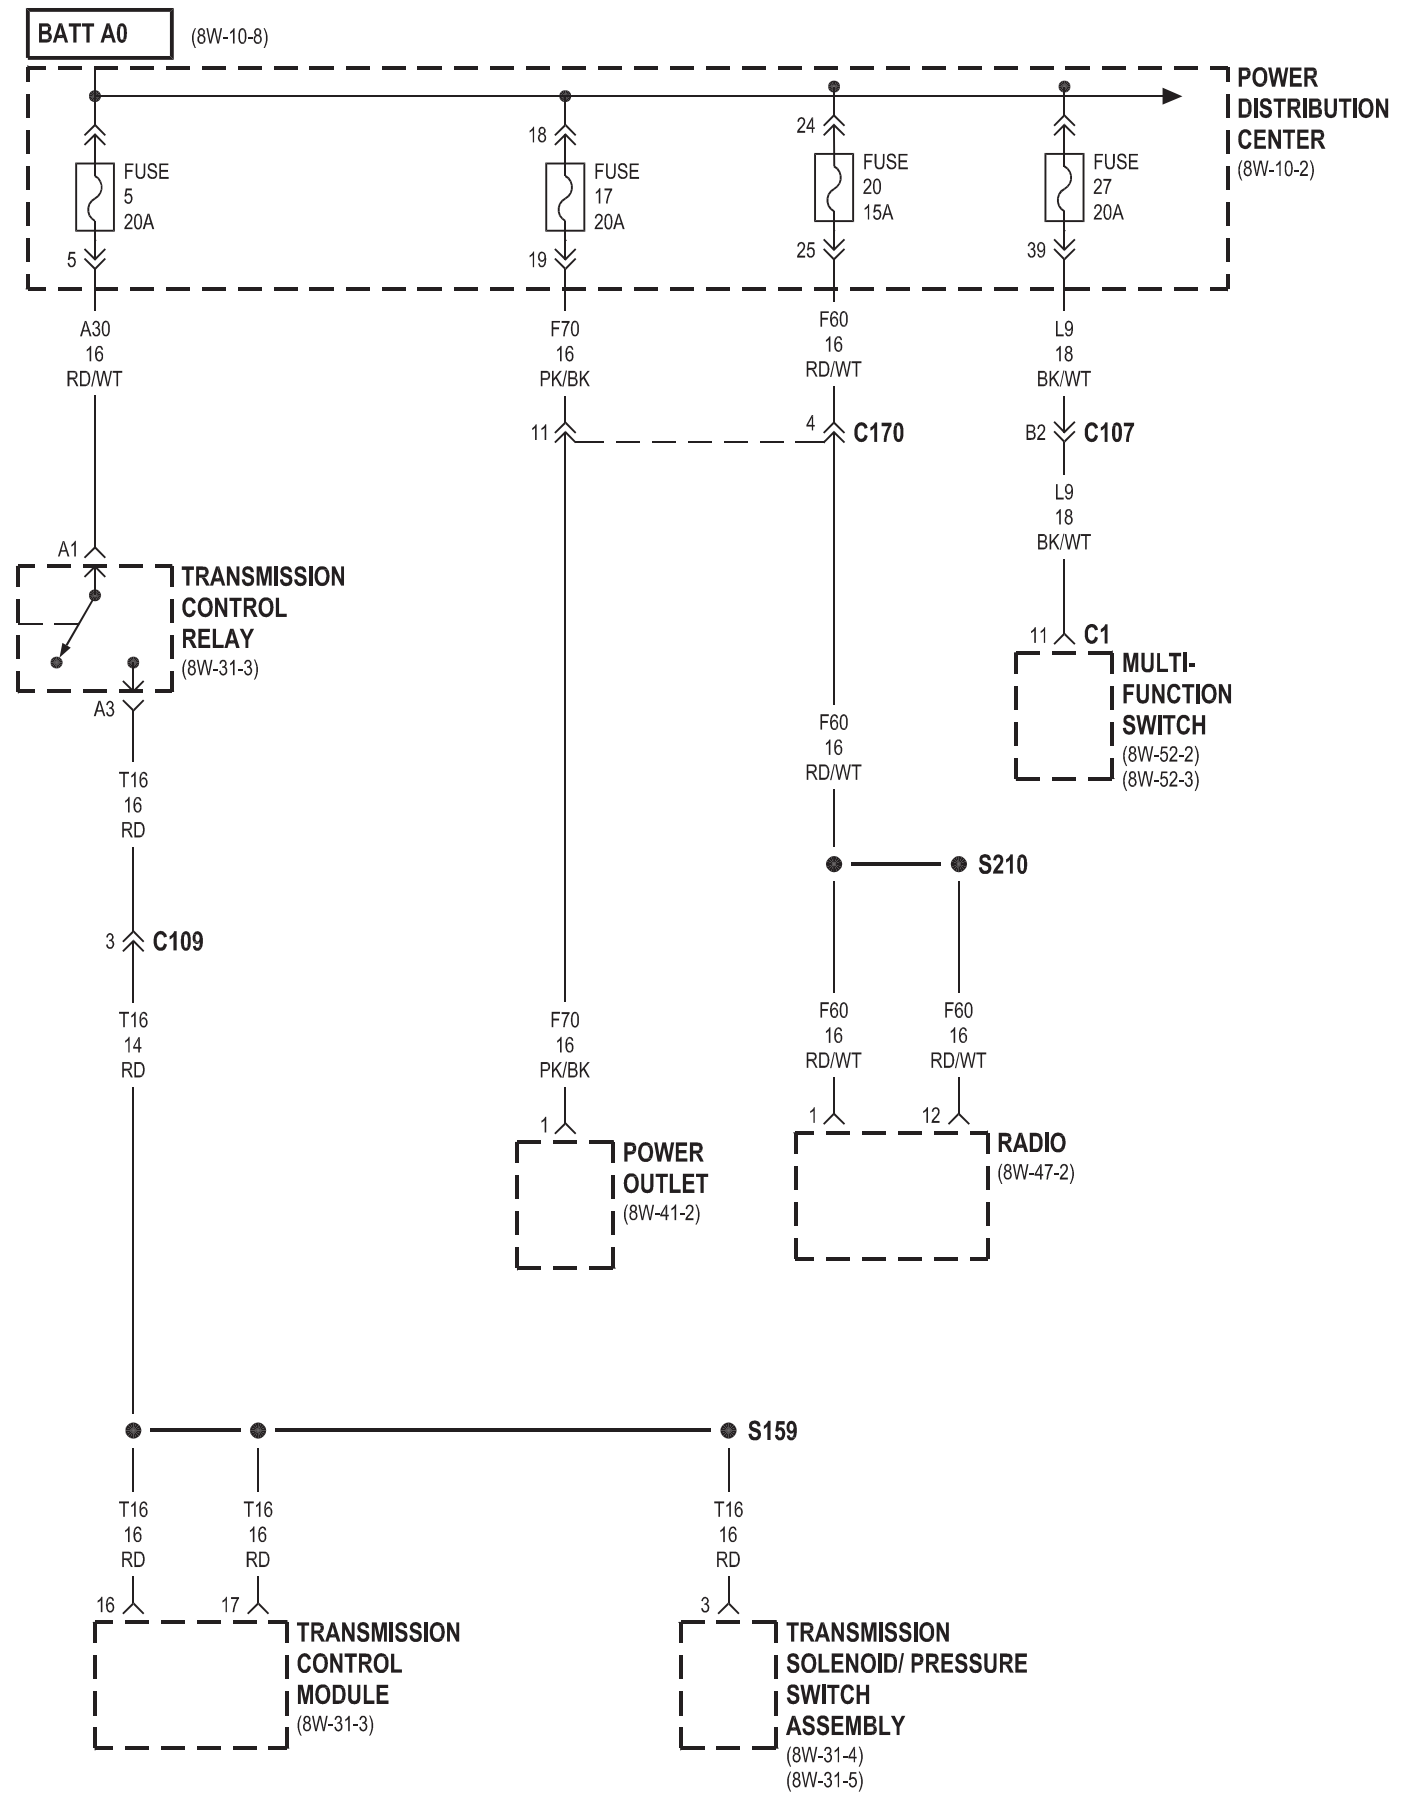 BATT A0
(8W-10-8)
POWER
DISTRIBUTION
CENTER
(8W-10-2)
FUSE
5
20A
5
18
FUSE
17
20A
19
24
FUSE
20
15A
25
FUSE
27
20A
39
A30
16
RD/WT
F70
16
PK/BK
F60
16
RD/WT
L9
18
BK/WT
11
4
C170
B2
C107
L9
18
BK/WT
A1
TRANSMISSION
CONTROL
RELAY
(8W-31-3)
A3
11
C1
MULTI-
FUNCTION
SWITCH
(8W-52-2)
(8W-52-3)
T16
16
RD
F60
16
RD/WT
S210
3
C109
T16
14
RD
F70
16
PK/BK
F60
16
RD/WT
F60
16
RD/WT
1
POWER
OUTLET
(8W-41-2)
1
12
RADIO
(8W-47-2)
S159
T16
16
RD
T16
16
RD
T16
16
RD
16
17
TRANSMISSION
CONTROL
MODULE
(8W-31-3)
3
TRANSMISSION
SOLENOID/ PRESSURE
SWITCH
ASSEMBLY
(8W-31-4)
(8W-31-5)